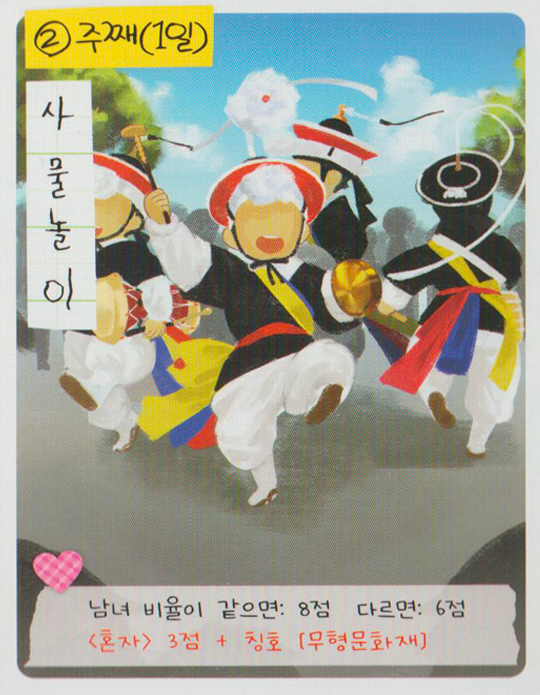 ② 주째(1일)
사
물
놀
이
남녀 비율이 같으면: 8점 다르면: 6점
<혼자> 3점 + 칭호 [무형문화재]